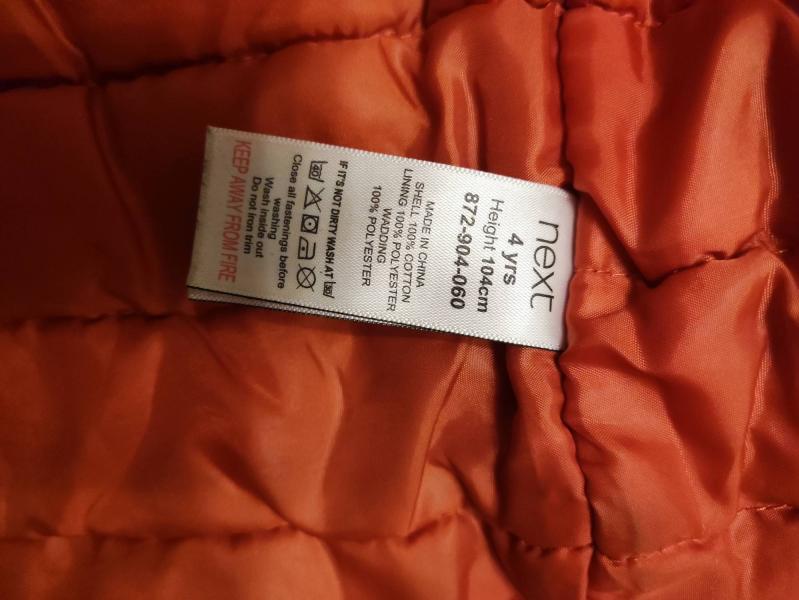 next
4 yrs
Height 104cm
872-904-060
MADE IN CHINA
SHELL 100% COTTON
LINING 100% POLYESTER
WADDING
100% POLYESTER
IF IT'S NOT DIRTY WASH AT 30
40
Close all fastenings before
washing
Wash inside out
Do not iron trim
KEEP AWAY FROM FIRE